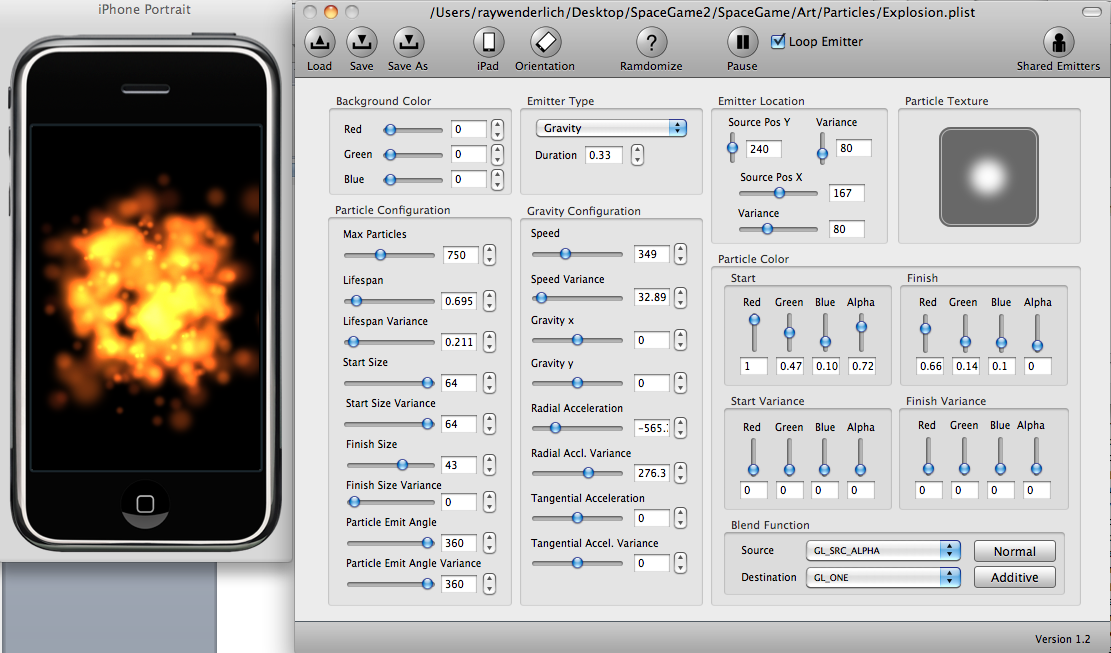 iPhone Portrait
/Users/raywenderlich/Desktop/SpaceGame2/SpaceGame/Art/Particles/Explosion.plist
Load Save Save As iPad Orientation Randomize Pause Loop Emitter Shared Emitters
Background Color
Red 0
Green 0
Blue 0
Emitter Type
Gravity
Duration 0.33
Emitter Location
Source Pos Y Variance
240 80
Source Pos X
167
Variance
80
Particle Texture
Particle Configuration
Max Particles
750
Lifespan
0.695
Lifespan Variance
0.211
Start Size
64
Start Size Variance
64
Finish Size
43
Finish Size Variance
0
Particle Emit Angle
360
Particle Emit Angle Variance
360
Gravity Configuration
Speed
349
Speed Variance
32.89
Gravity x
0
Gravity y
0
Radial Acceleration
-565.
Radial Accl. Variance
276.3
Tangential Acceleration
0
Tangential Accel. Variance
0
Particle Color
Start
Red Green Blue Alpha
1 0.47 0.10 0.72
Finish
Red Green Blue Alpha
0.66 0.14 0.1 0
Start Variance
Red Green Blue Alpha
0 0 0 0
Finish Variance
Red Green Blue Alpha
0 0 0 0
Blend Function
Source GL_SRC_ALPHA Normal
Destination GL_ONE Additive
Version 1.2